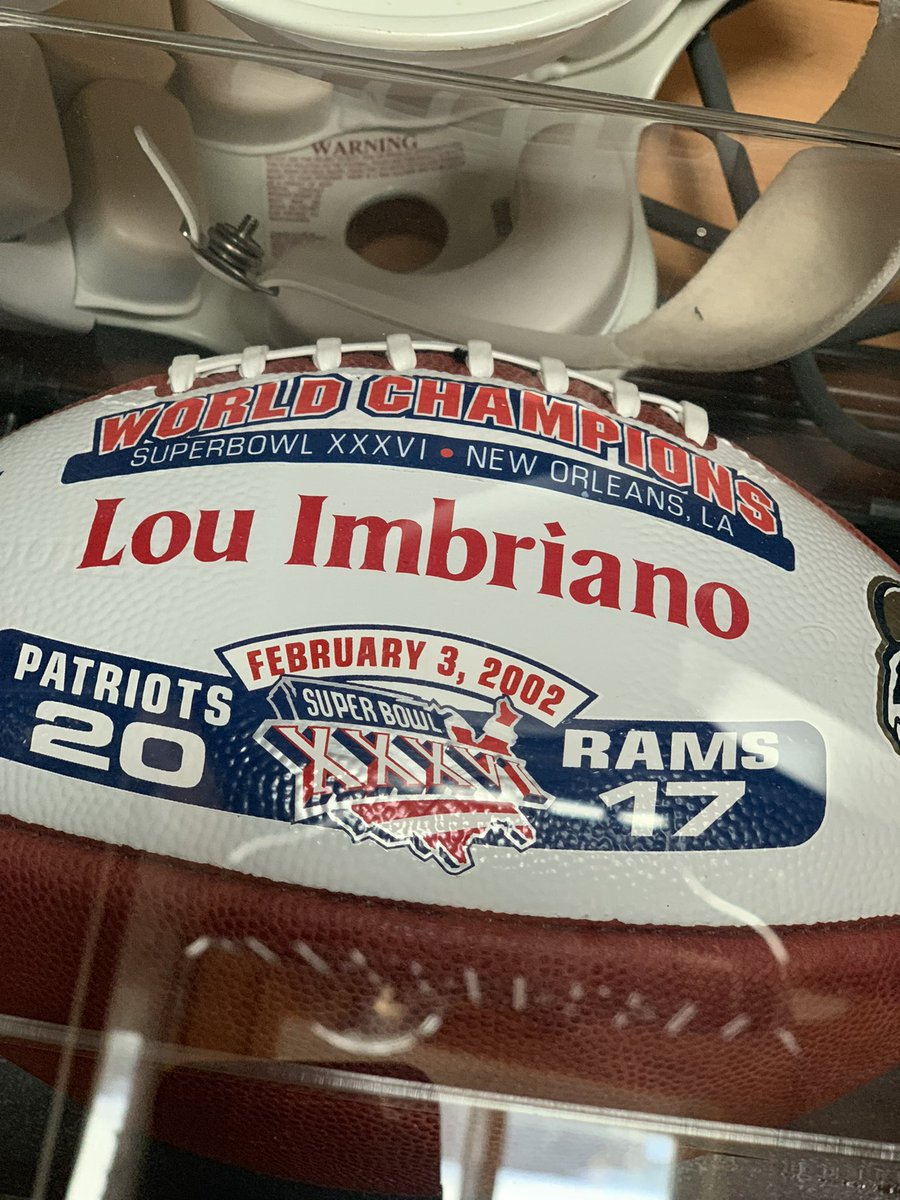 WARNING
WORLD CHAMPIONS
SUPERBOWL XXXVI • NEW ORLEANS, LA
Lou Imbriano
FEBRUARY 3, 2002
PATRIOTS
20
SUPER BOWL
XXXVI
RAMS
17